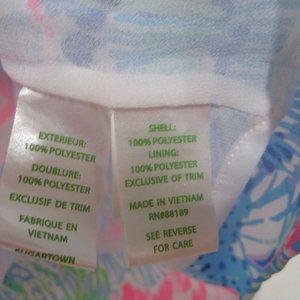 EXTERIEUR:
100% POLYESTER
DOUBLURE:
100% POLYESTER
EXCLUSIF DE TRIM
FABRIQUE EN
VIETNAM
SUGARTOWN
SHELL:
100% POLYESTER
LINING:
100% POLYESTER
EXCLUSIVE OF TRIM
MADE IN VIETNAM
RN#88189
SEE REVERSE
FOR CARE